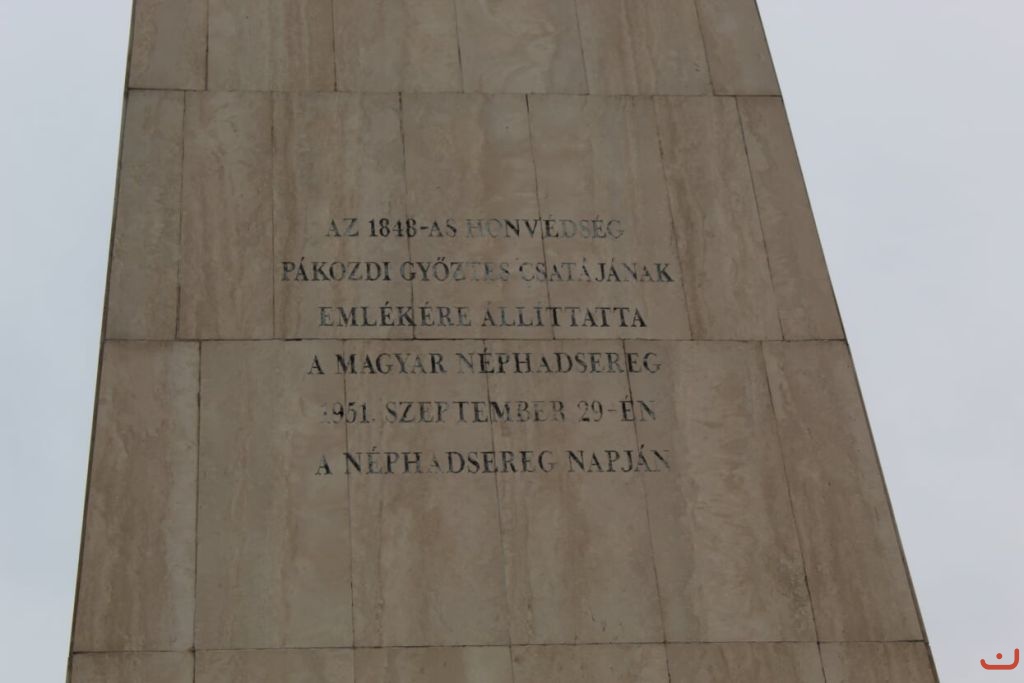 AZ 1848-AS HONVÉDSÉG
PÁKOZDI GYŐZTES CSATÁJÁNAK
EMLÉKÉRE ÁLLÍTTATTA
A MAGYAR NÉPHADSEREG
1951. SZEPTEMBER 29-ÉN
A NÉPHADSEREG NAPJÁN